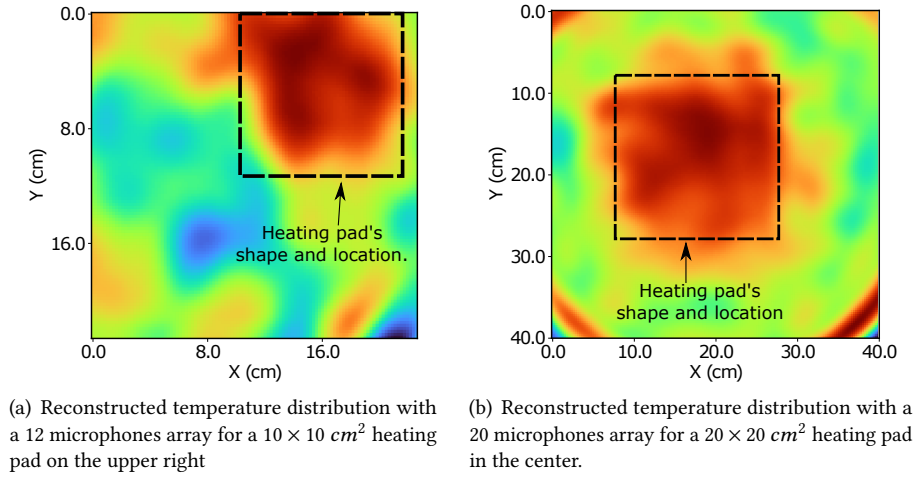 0.0
8.0
16.0
Y (cm)
0.0
8.0
16.0
X (cm)
Heating pad's
shape and location.
(a) Reconstructed temperature distribution with
a 12 microphones array for a 10 × 10 cm² heating
pad on the upper right
0.0
10.0
20.0
30.0
40.0
Y (cm)
0.0
10.0
20.0
30.0
40.0
X (cm)
Heating pad's
shape and location
(b) Reconstructed temperature distribution with a
20 microphones array for a 20 × 20 cm² heating pad
in the center.